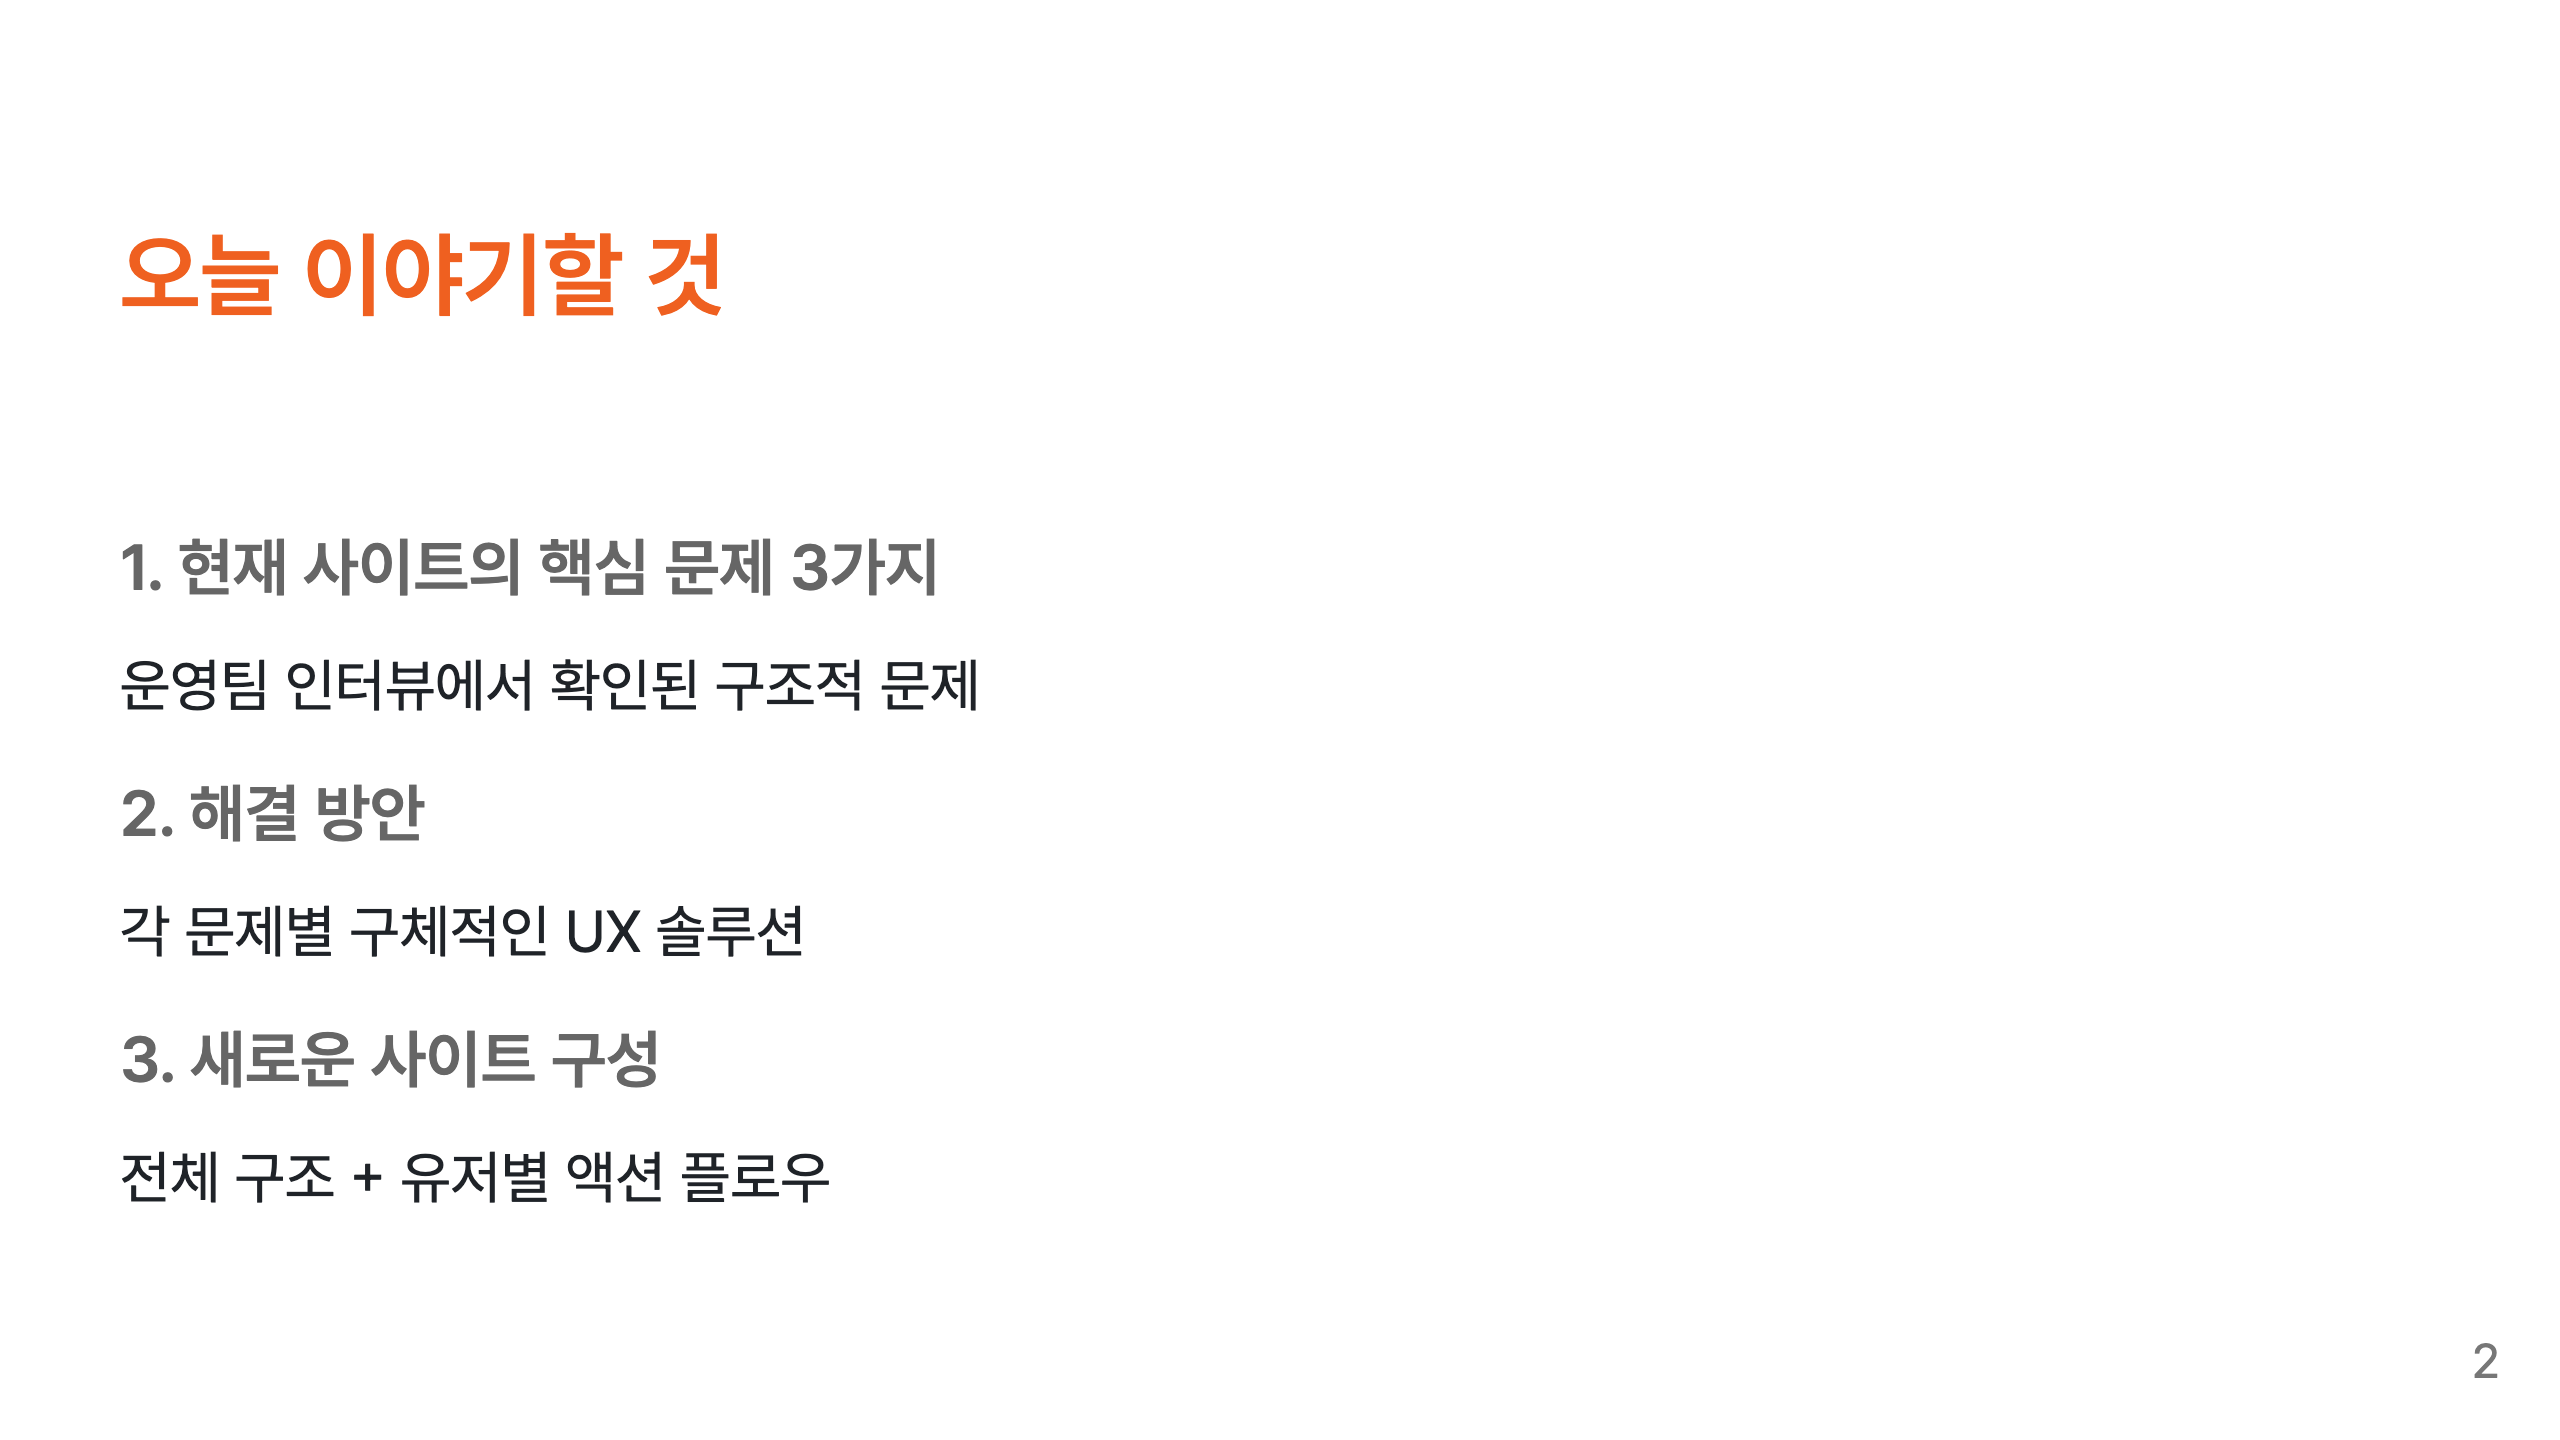 오늘 이야기할 것
1. 현재 사이트의 핵심 문제 3가지
운영팀 인터뷰에서 확인된 구조적 문제
2. 해결 방안
각 문제별 구체적인 UX 솔루션
3. 새로운 사이트 구성
전체 구조 + 유저별 액션 플로우
2